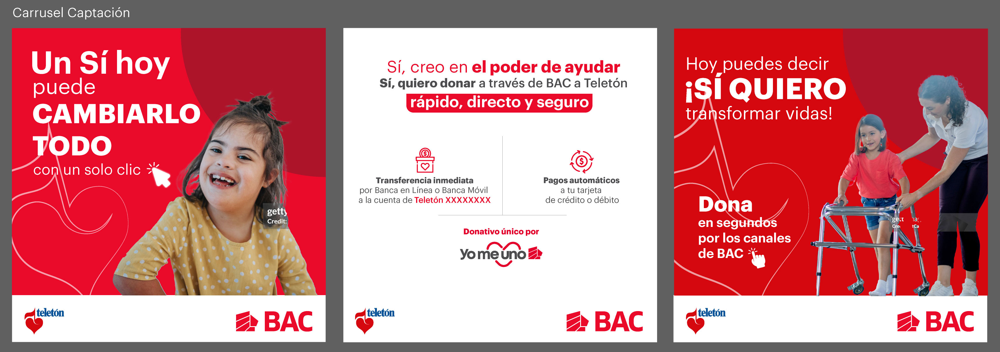 Carrusel Captación
Un Sí hoy
puede
CAMBIARLO
TODO
con un solo clic
getty
Credit:
teletón
BAC
Sí, creo en el poder de ayudar
Sí, quiero donar a través de BAC a Teletón
rápido, directo y seguro
Transferencia inmediata
por Banca en Línea o Banca Móvil
a la cuenta de Teletón XXXXXXXX
Pagos automáticos
a tu tarjeta
de crédito o débito
Donativo único por
Yo me uno
teletón
BAC
Hoy puedes decir
¡SÍ QUIERO
transformar vidas!
Dona
en segundos
por los canales
de BAC
teletón
BAC